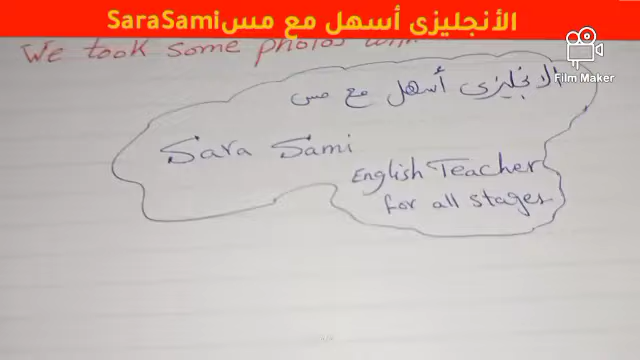 الأنجليزى أسهل مع مسSaraSami
Film Maker
We took some photos with
الانجليزى أسهل مع مس
Sara Sami
English Teacher
for all stages